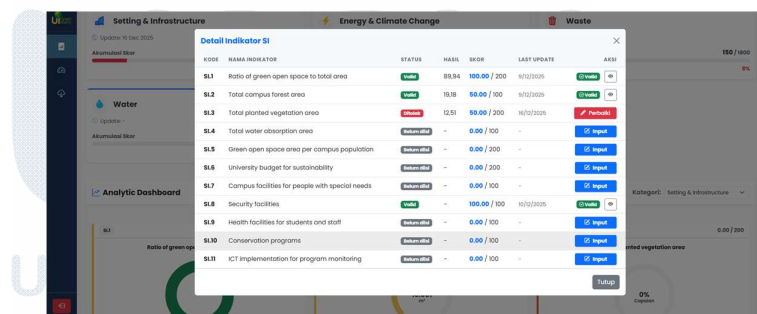 Setting & Infrastructure
Energy & Climate Change
Waste
Update: 16 Dec 2025
Akumulasi Skor
150 / 1800
8%
Detail Indikator SI
KODE NAMA INDIKATOR STATUS HASIL SKOR LAST UPDATE AKSI
SI.1 Ratio of green open space to total area Valid 89,94 100.00 / 200 9/12/2025 Valid
SI.2 Total campus forest area Valid 19,18 50.00 / 100 9/12/2025 Valid
SI.3 Total planted vegetation area Ditolak 12,51 50.00 / 200 16/12/2025 Perbaiki
SI.4 Total water absorption area Belum diisi - 0.00 / 100 - Input
SI.5 Green open space area per campus population Belum diisi - 0.00 / 200 - Input
SI.6 University budget for sustainability Belum diisi - 0.00 / 200 - Input
SI.7 Campus facilities for people with special needs Belum diisi - 0.00 / 100 - Input
SI.8 Security facilities Valid - 100.00 / 100 10/12/2025 Valid
SI.9 Health facilities for students and staff Belum diisi - 0.00 / 100 - Input
SI.10 Conservation programs Belum diisi - 0.00 / 100 - Input
SI.11 ICT implementation for program monitoring Belum diisi - 0.00 / 100 - Input
Tutup
Water
Update: -
Akumulasi Skor
Analytic Dashboard
Kategori: Setting & Infrastructure
SI.1
0.00 / 200
Ratio of green ope
nted vegetation area
m²
0%
Capaian